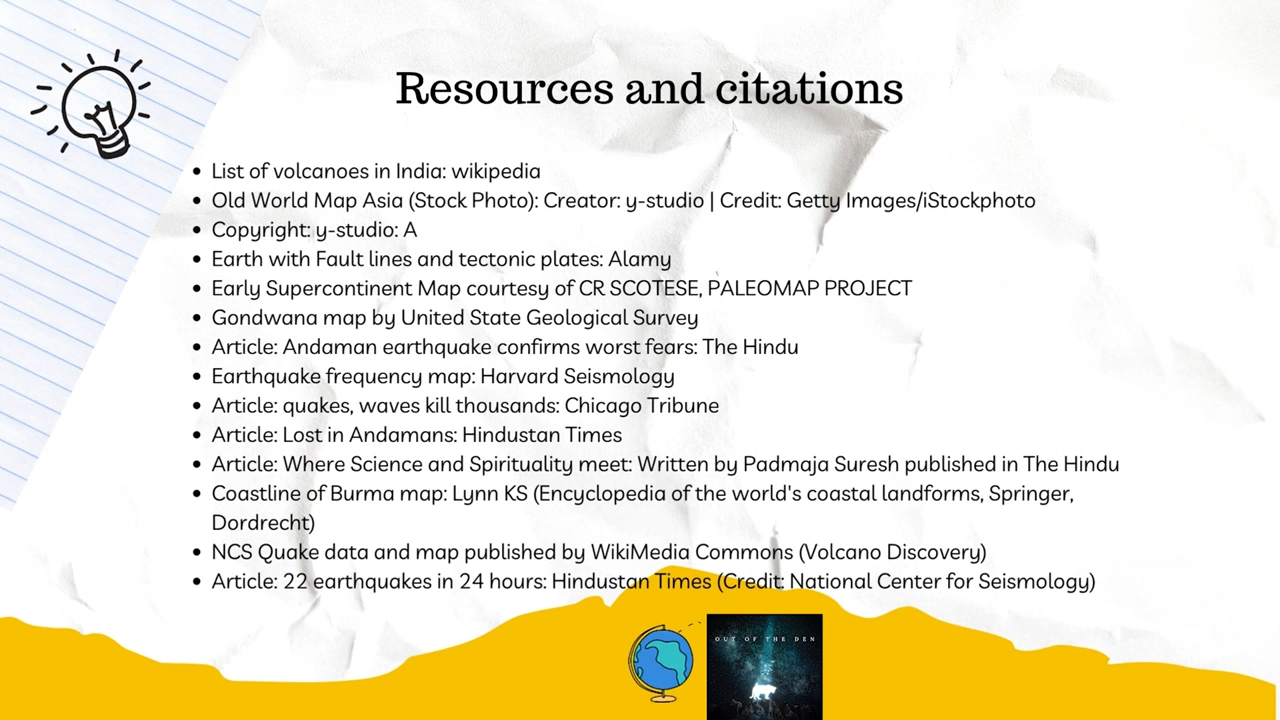 Resources and citations
• List of volcanoes in India: wikipedia
• Old World Map Asia (Stock Photo): Creator: y-studio | Credit: Getty Images/iStockphoto
• Copyright: y-studio: A
• Earth with Fault lines and tectonic plates: Alamy
• Early Supercontinent Map courtesy of CR SCOTESE, PALEOMAP PROJECT
• Gondwana map by United State Geological Survey
• Article: Andaman earthquake confirms worst fears: The Hindu
• Earthquake frequency map: Harvard Seismology
• Article: quakes, waves kill thousands: Chicago Tribune
• Article: Lost in Andamans: Hindustan Times
• Article: Where Science and Spirituality meet: Written by Padmaja Suresh published in The Hindu
• Coastline of Burma map: Lynn KS (Encyclopedia of the world's coastal landforms, Springer,
Dordrecht)
• NCS Quake data and map published by WikiMedia Commons (Volcano Discovery)
• Article: 22 earthquakes in 24 hours: Hindustan Times (Credit: National Center for Seismology)
OUT OF THE DEN